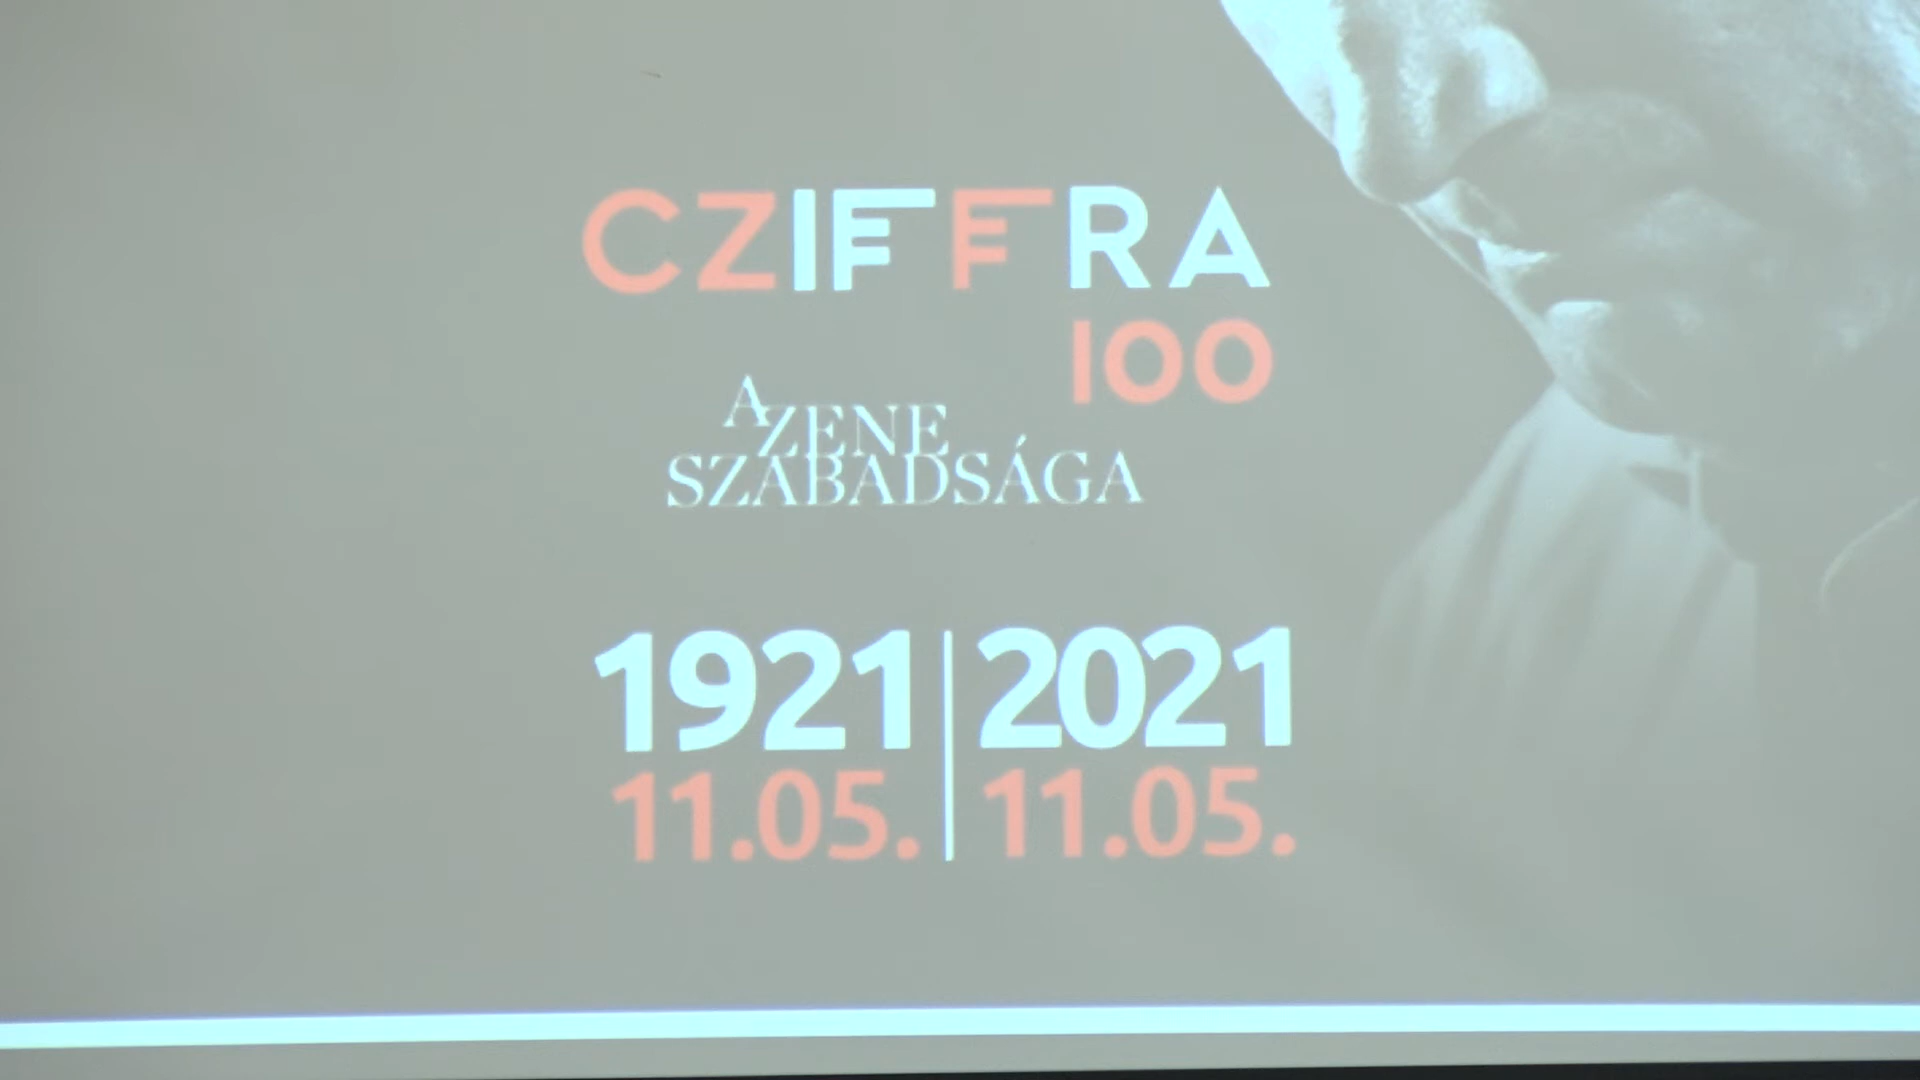 CZIFFRA
100
A
ZENE
SZABADSÁGA
1921 | 2021
11.05. | 11.05.